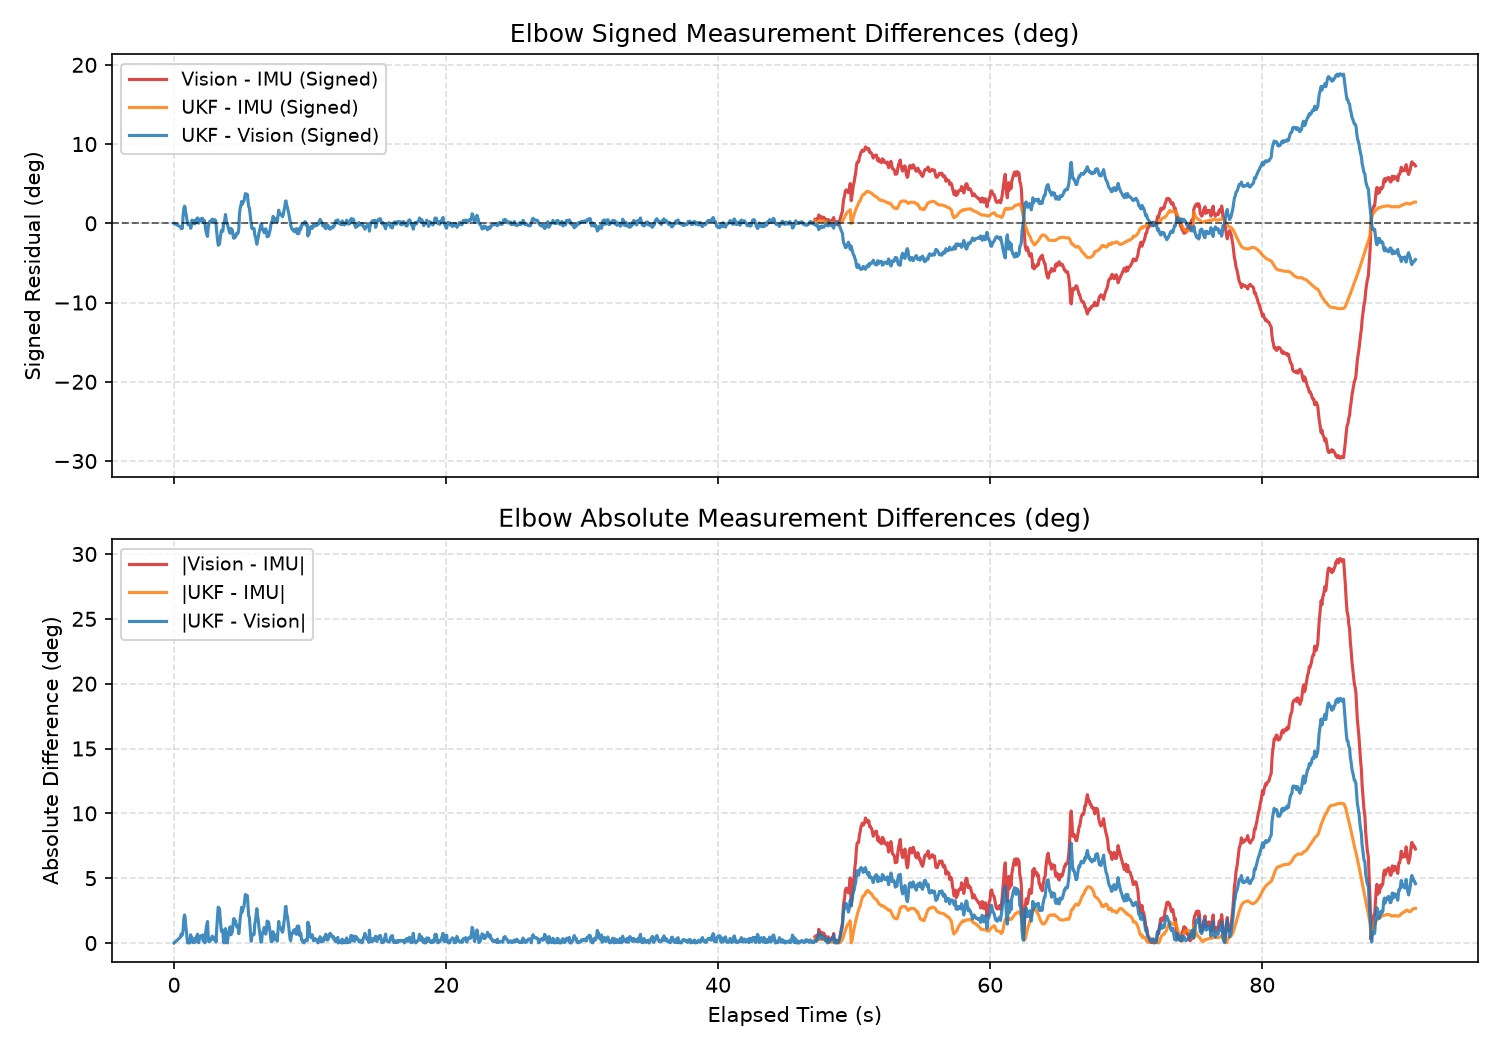 Elbow Signed Measurement Differences (deg)
20
10
0
−10
−20
−30
Signed Residual (deg)
Vision - IMU (Signed)
UKF - IMU (Signed)
UKF - Vision (Signed)
Elbow Absolute Measurement Differences (deg)
30
25
20
15
10
5
0
Absolute Difference (deg)
|Vision - IMU|
|UKF - IMU|
|UKF - Vision|
0
20
40
60
80
Elapsed Time (s)